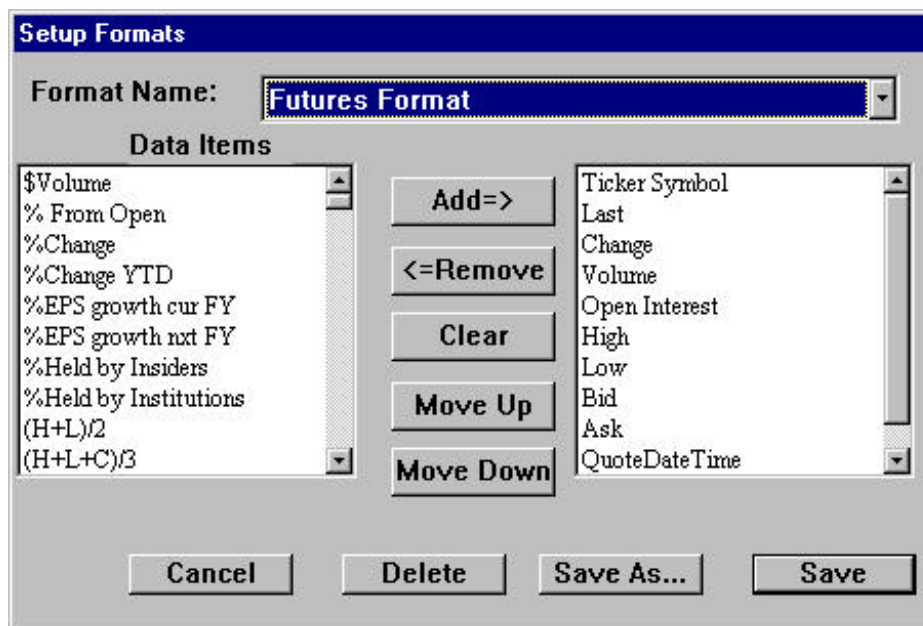 Setup Formats
Format Name:
Futures Format
Data Items
$Volume
% From Open
%Change
%Change YTD
%EPS growth cur FY
%EPS growth nxt FY
%Held by Insiders
%Held by Institutions
(H+L)/2
(H+L+C)/3
Add=>
<=Remove
Clear
Move Up
Move Down
Ticker Symbol
Last
Change
Volume
Open Interest
High
Low
Bid
Ask
QuoteDateTime
Cancel
Delete
Save As...
Save